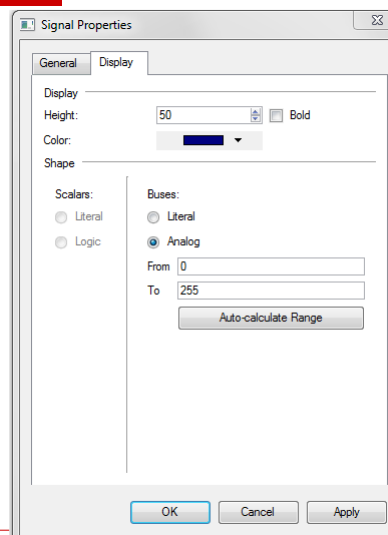 Signal Properties
General Display
Display
Height: 50 Bold
Color:
Shape
Scalars: Buses:
Literal Literal
Logic Analog
From 0
To 255
Auto-calculate Range
OK Cancel Apply